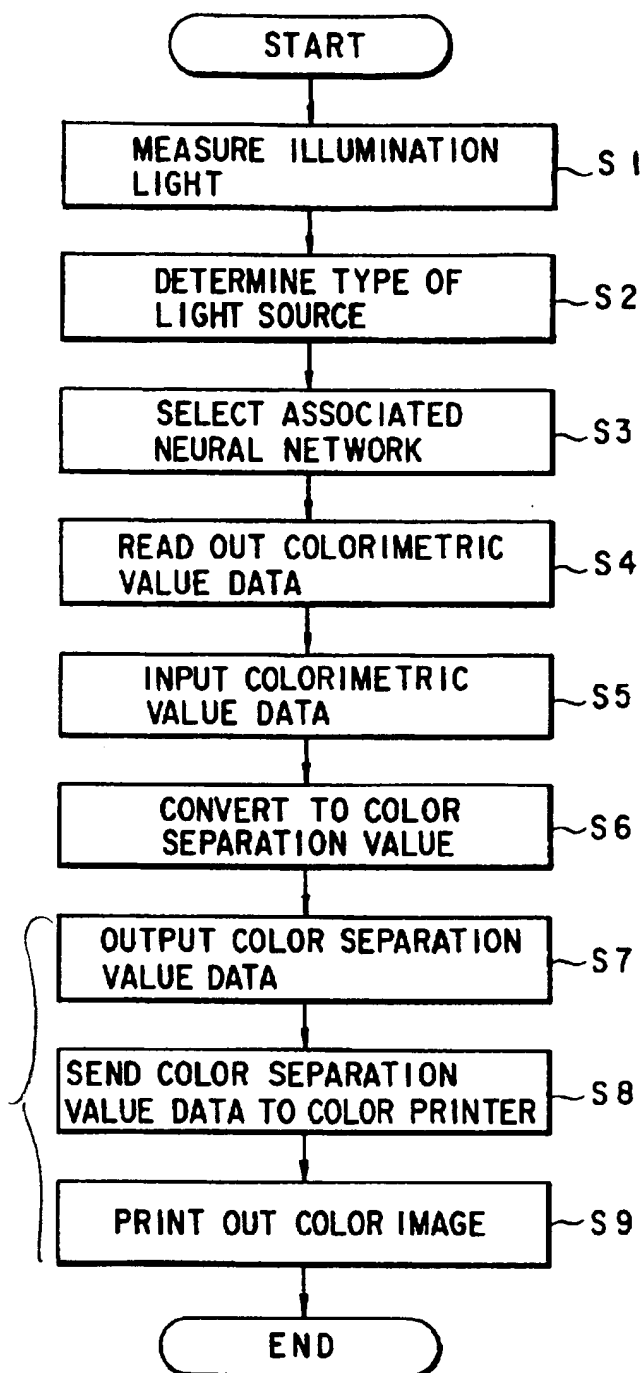 START
MEASURE ILLUMINATION
LIGHT
S1
DETERMINE TYPE OF
LIGHT SOURCE
S2
SELECT ASSOCIATED
NEURAL NETWORK
S3
READ OUT COLORIMETRIC
VALUE DATA
S4
INPUT COLORIMETRIC
VALUE DATA
S5
CONVERT TO COLOR
SEPARATION VALUE
S6
OUTPUT COLOR SEPARATION
VALUE DATA
S7
SEND COLOR SEPARATION
VALUE DATA TO COLOR PRINTER
S8
PRINT OUT COLOR IMAGE
S9
END